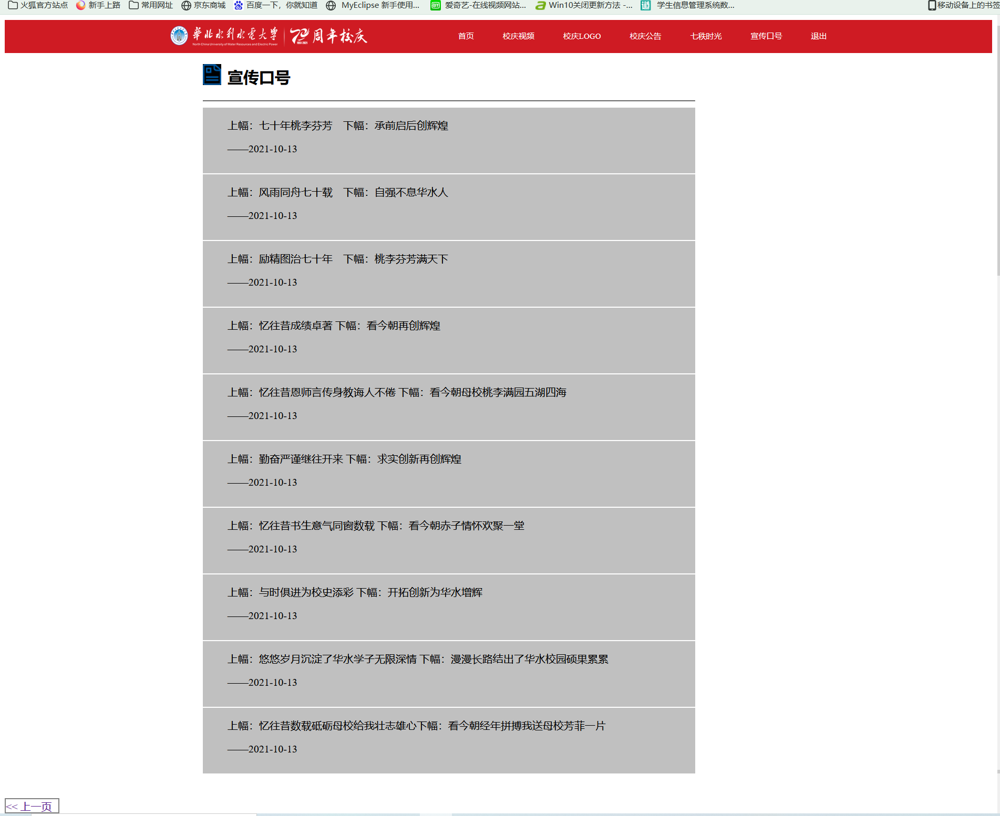 火狐官方站点 新手上路 常用网址 京东商城 百度一下，你就知道 MyEclipse 新手使用... 爱奇艺-在线视频网站... Win10关闭更新方法 -... 学生信息管理系统数... 移动设备上的书签
華北水利水電大學 70周年校庆 首页 校庆视频 校庆LOGO 校庆公告 七秩时光 宣传口号 退出
North China University of Water Resources and Electric Power 1951-2021
宣传口号
上幅：七十年桃李芬芳 下幅：承前启后创辉煌
——2021-10-13
上幅：风雨同舟七十载 下幅：自强不息华水人
——2021-10-13
上幅：励精图治七十年 下幅：桃李芬芳满天下
——2021-10-13
上幅：忆往昔成绩卓著 下幅：看今朝再创辉煌
——2021-10-13
上幅：忆往昔恩师言传身教诲人不倦 下幅：看今朝母校桃李满园五湖四海
——2021-10-13
上幅：勤奋严谨继往开来 下幅：求实创新再创辉煌
——2021-10-13
上幅：忆往昔书生意气同窗数载 下幅：看今朝赤子情怀欢聚一堂
——2021-10-13
上幅：与时俱进为校史添彩 下幅：开拓创新为华水增辉
——2021-10-13
上幅：悠悠岁月沉淀了华水学子无限深情 下幅：漫漫长路结出了华水校园硕果累累
——2021-10-13
上幅：忆往昔数载砥砺母校给我壮志雄心下幅：看今朝经年拼搏我送母校芳菲一片
——2021-10-13
<< 上一页